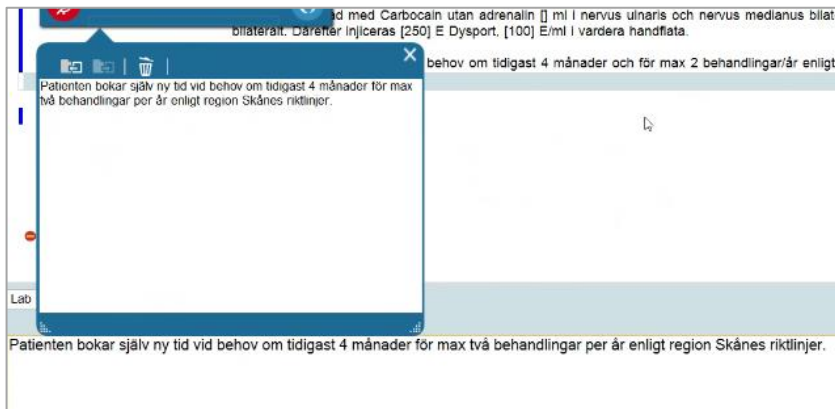 ad med Carbocain utan adrenalin [] ml i nervus ulnaris och nervus medianus bilat
bilateralt. Därefter injiceras [250] E Dysport, [100] E/ml i vardera handflata.
behov om tidigast 4 månader och för max 2 behandlingar/år enligt
Patienten bokar själv ny tid vid behov om tidigast 4 månader för max
två behandlingar per år enligt region Skånes riktlinjer.
Lab
Patienten bokar själv ny tid vid behov om tidigast 4 månader för max två behandlingar per år enligt region Skånes riktlinjer.